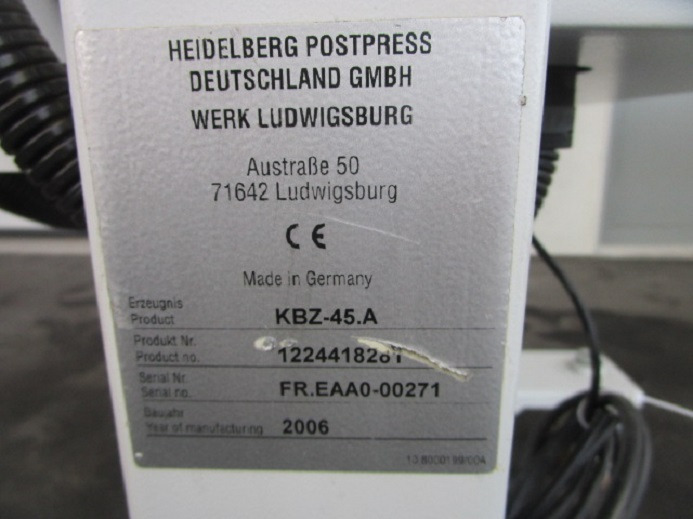 HEIDELBERG POSTPRESS
DEUTSCHLAND GMBH
WERK LUDWIGSBURG
Austraße 50
71642 Ludwigsburg
CE
Made in Germany
Erzeugnis
Product KBZ-45.A
Produkt Nr.
Product no.
Serial Nr.
Serial no. FR.EAA0-00271
Baujahr
Year of manufacturing 2006